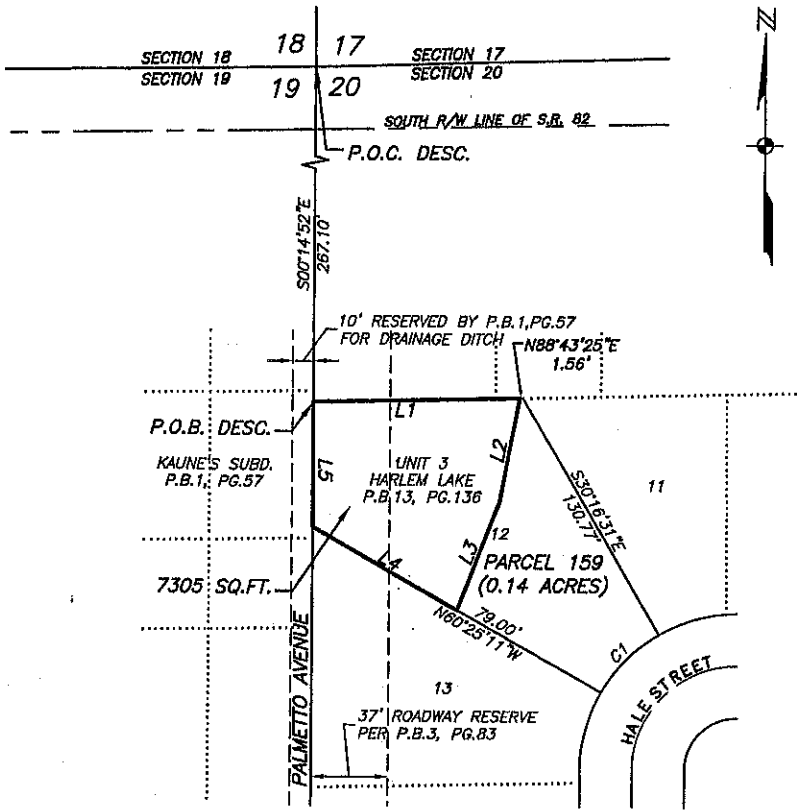 N
SECTION 18 18 17 SECTION 17
SECTION 19 19 20 SECTION 20
SOUTH R/W LINE OF S.R. 82
P.O.C. DESC.
S00°14'52"E
267.10'
10' RESERVED BY P.B.1,PG.57
FOR DRAINAGE DITCH
N88°43'25"E
1.56'
L1
P.O.B. DESC.
KAUNE'S SUBD.
P.B.1, PG.57
L5
UNIT 3
HARLEM LAKE
P.B.13, PG.136
L2
S30°16'31"E
130.77'
11
12
L3
PARCEL 159
(0.14 ACRES)
7305 SQ.FT.
L4
79.00'
N60°25'11"W
C1
HALE STREET
13
37' ROADWAY RESERVE
PER P.B.3, PG.83
PALMETTO AVENUE